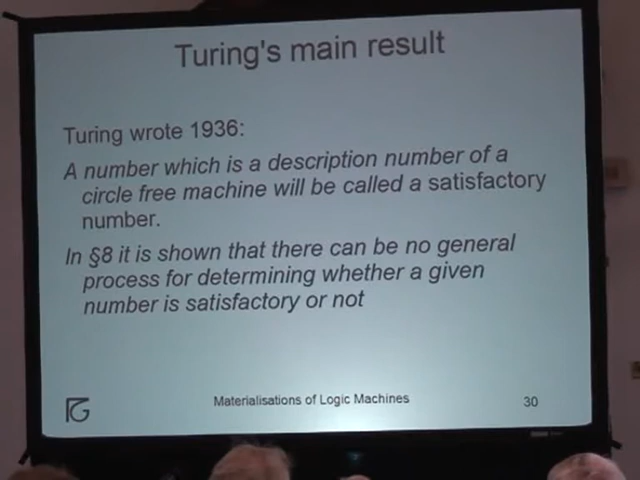 Turing's main result
Turing wrote 1936:
A number which is a description number of a
circle free machine will be called a satisfactory
number.
In §8 it is shown that there can be no general
process for determining whether a given
number is satisfactory or not
Materialisations of Logic Machines
30